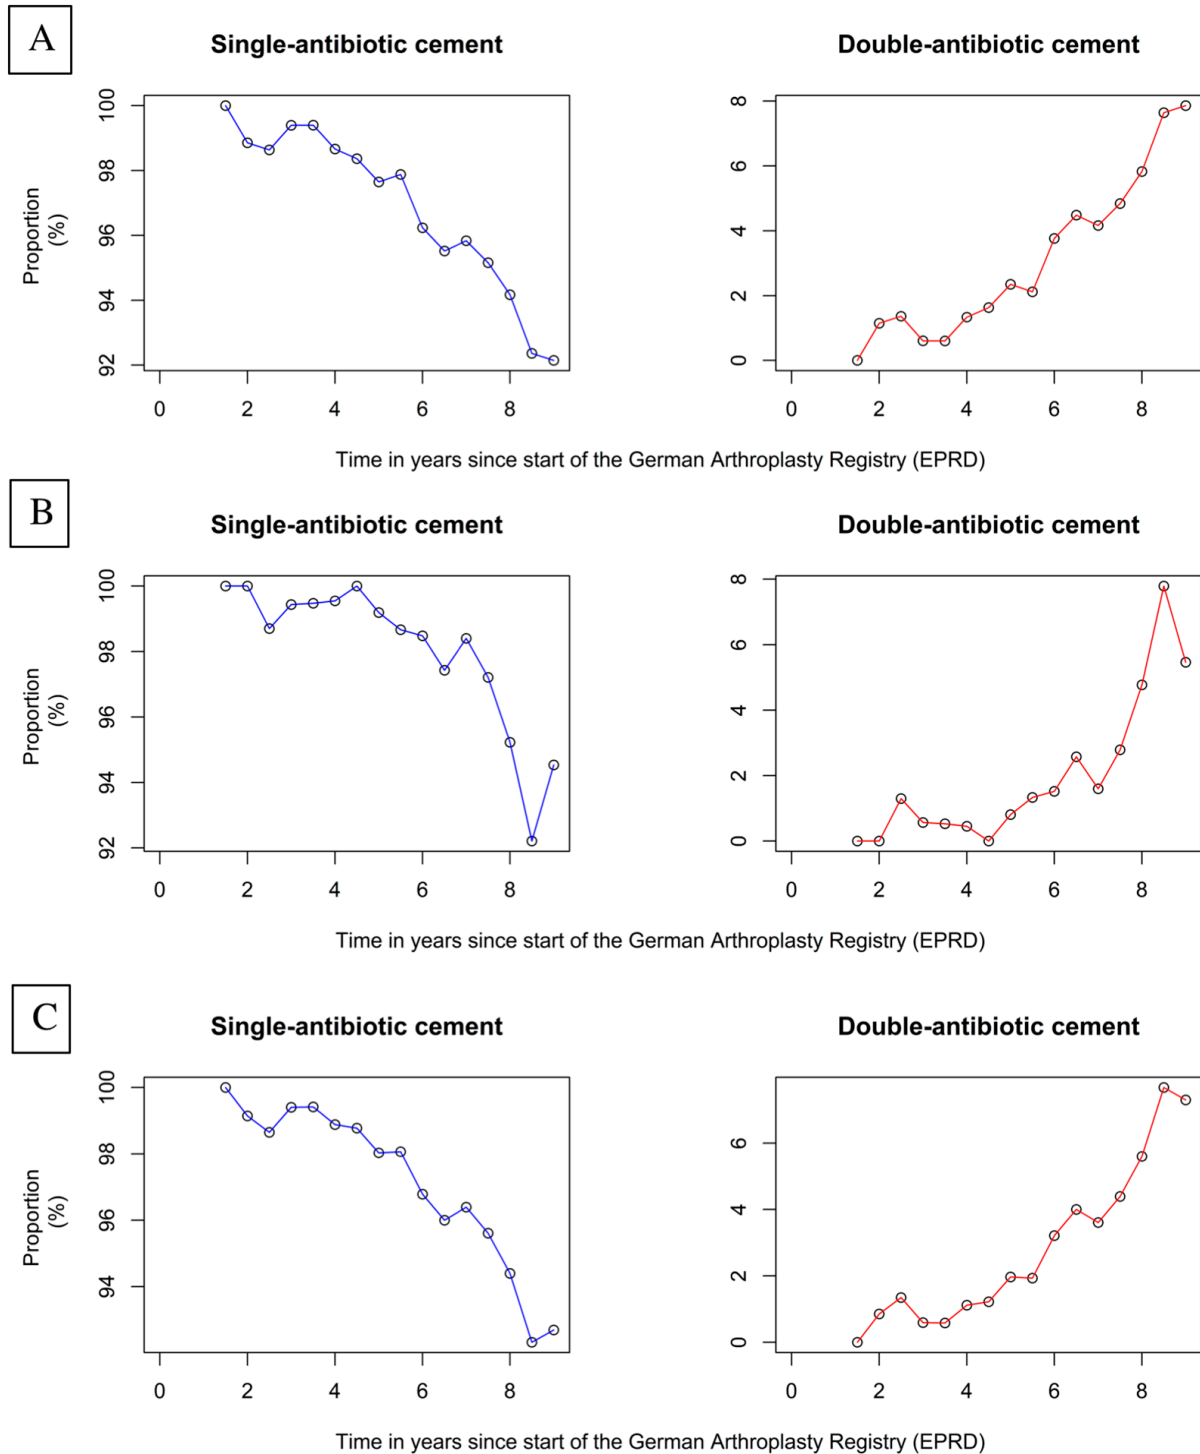 A
Single-antibiotic cement
Double-antibiotic cement
Proportion
(%)
100
98
96
94
92
0 2 4 6 8
8
6
4
2
0
0 2 4 6 8
Time in years since start of the German Arthroplasty Registry (EPRD)
B
Single-antibiotic cement
Double-antibiotic cement
Proportion
(%)
100
98
96
94
92
0 2 4 6 8
8
6
4
2
0
0 2 4 6 8
Time in years since start of the German Arthroplasty Registry (EPRD)
C
Single-antibiotic cement
Double-antibiotic cement
Proportion
(%)
100
98
96
94
0 2 4 6 8
6
4
2
0
0 2 4 6 8
Time in years since start of the German Arthroplasty Registry (EPRD)